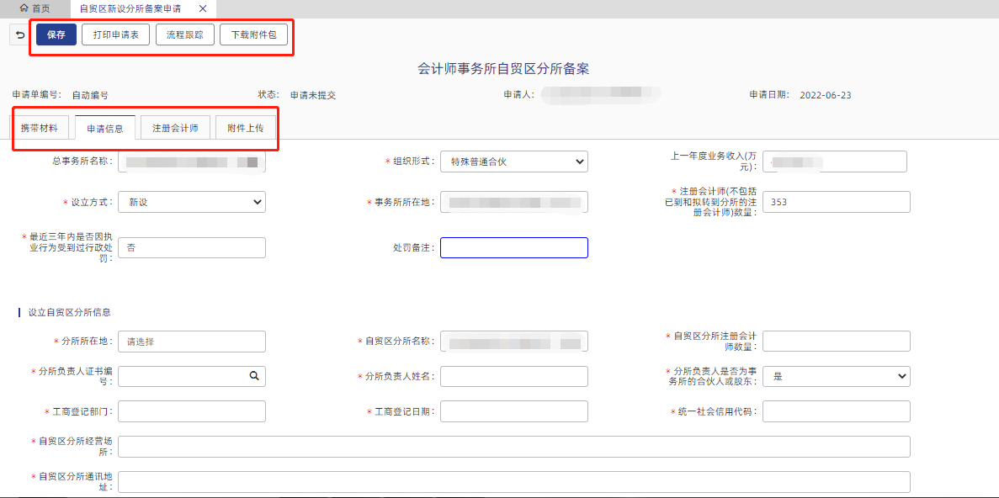 首页 自贸区新设分所备案申请
保存 打印申请表 流程跟踪 下载附件包
会计师事务所自贸区分所备案
申请单编号： 自动编号 状态： 申请未提交 申请人： 申请日期： 2022-06-23
携带材料 申请信息 注册会计师 附件上传
总事务所名称： * 组织形式： 特殊普通合伙 上一年度业务收入(万
元)：
* 设立方式： 新设 * 事务所所在地： * 注册会计师(不包括
已到和拟转到分所的注
册会计师)数量： 353
* 最近三年内是否因执
业行为受到过行政处
罚： 否 处罚备注：
设立自贸区分所信息
* 分所所在地： 请选择 * 自贸区分所名称： * 自贸区分所注册会计
师数量：
* 分所负责人证书编
号： * 分所负责人姓名： * 分所负责人是否为事
务所的合伙人或股东： 是
* 工商登记部门： * 工商登记日期： * 统一社会信用代码：
* 自贸区分所经营场
所：
* 自贸区分所通讯地
址：